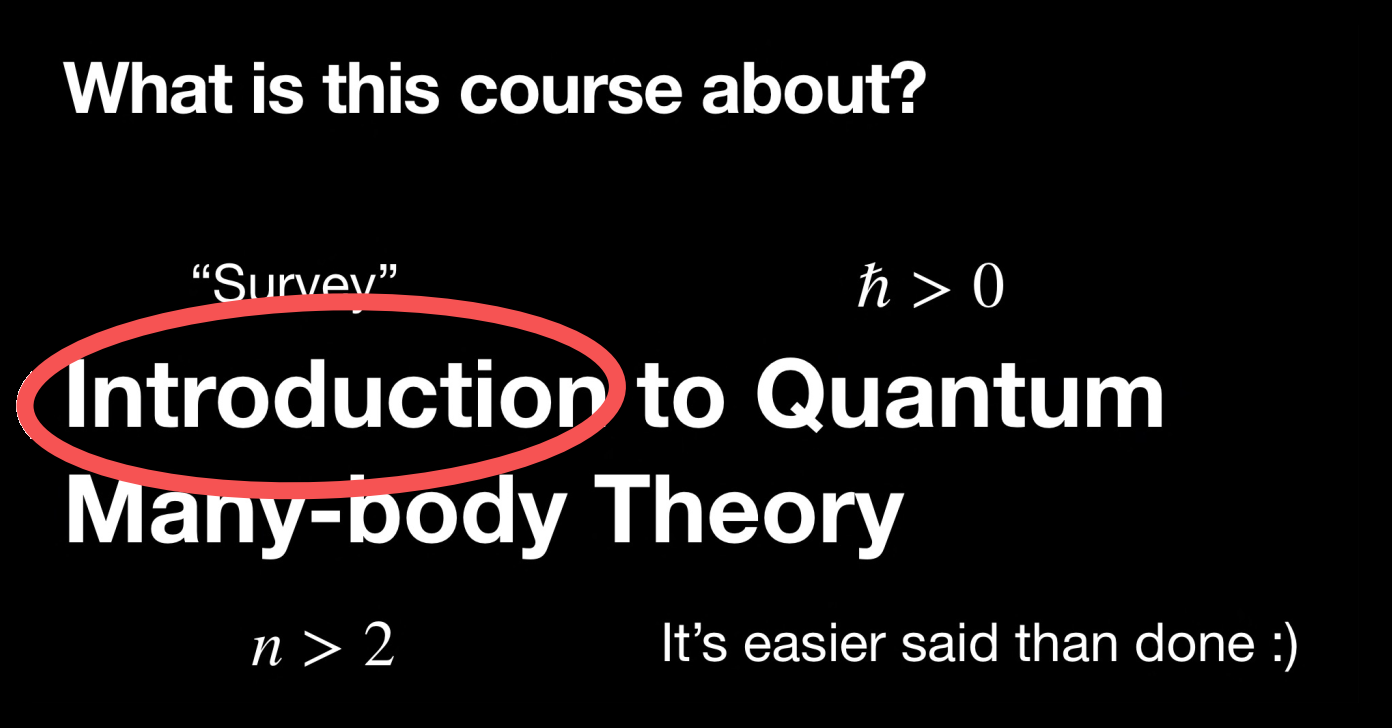 What is this course about?
“Survey”
ℏ > 0
Introduction to Quantum
Many-body Theory
n > 2
It’s easier said than done :)